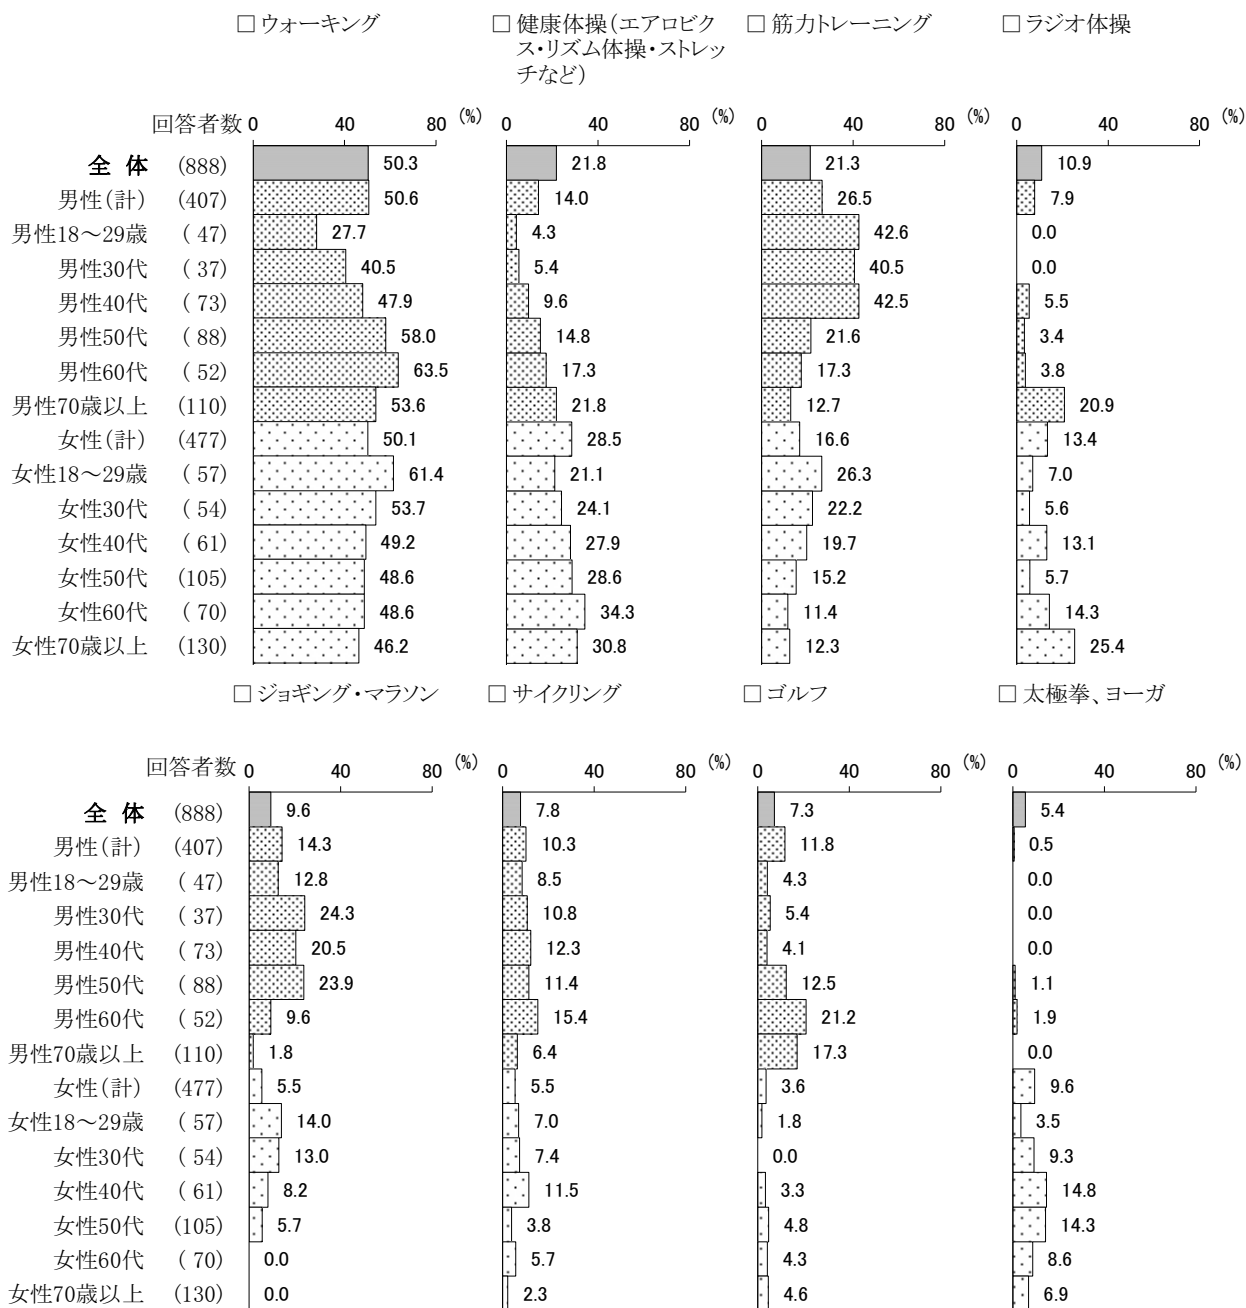 □ ウォーキング □ 健康体操(エアロビク □ 筋力トレーニング □ ラジオ体操
ス・リズム体操・ストレッ
チなど)
回答者数 0 40 80 (%) 0 40 80 (%) 0 40 80 (%) 0 40 80 (%)
全 体 (888) 50.3 21.8 21.3 10.9
男性(計) (407) 50.6 14.0 26.5 7.9
男性18～29歳 ( 47) 27.7 4.3 42.6 0.0
男性30代 ( 37) 40.5 5.4 40.5 0.0
男性40代 ( 73) 47.9 9.6 42.5 5.5
男性50代 ( 88) 58.0 14.8 21.6 3.4
男性60代 ( 52) 63.5 17.3 17.3 3.8
男性70歳以上 (110) 53.6 21.8 12.7 20.9
女性(計) (477) 50.1 28.5 16.6 13.4
女性18～29歳 ( 57) 61.4 21.1 26.3 7.0
女性30代 ( 54) 53.7 24.1 22.2 5.6
女性40代 ( 61) 49.2 27.9 19.7 13.1
女性50代 (105) 48.6 28.6 15.2 5.7
女性60代 ( 70) 48.6 34.3 11.4 14.3
女性70歳以上 (130) 46.2 30.8 12.3 25.4
□ ジョギング・マラソン □ サイクリング □ ゴルフ □ 太極拳、ヨーガ
回答者数 0 40 80 (%) 0 40 80 (%) 0 40 80 (%) 0 40 80 (%)
全 体 (888) 9.6 7.8 7.3 5.4
男性(計) (407) 14.3 10.3 11.8 0.5
男性18～29歳 ( 47) 12.8 8.5 4.3 0.0
男性30代 ( 37) 24.3 10.8 5.4 0.0
男性40代 ( 73) 20.5 12.3 4.1 0.0
男性50代 ( 88) 23.9 11.4 12.5 1.1
男性60代 ( 52) 9.6 15.4 21.2 1.9
男性70歳以上 (110) 1.8 6.4 17.3 0.0
女性(計) (477) 5.5 5.5 3.6 9.6
女性18～29歳 ( 57) 14.0 7.0 1.8 3.5
女性30代 ( 54) 13.0 7.4 0.0 9.3
女性40代 ( 61) 8.2 11.5 3.3 14.8
女性50代 (105) 5.7 3.8 4.8 14.3
女性60代 ( 70) 0.0 5.7 4.3 8.6
女性70歳以上 (130) 0.0 2.3 4.6 6.9